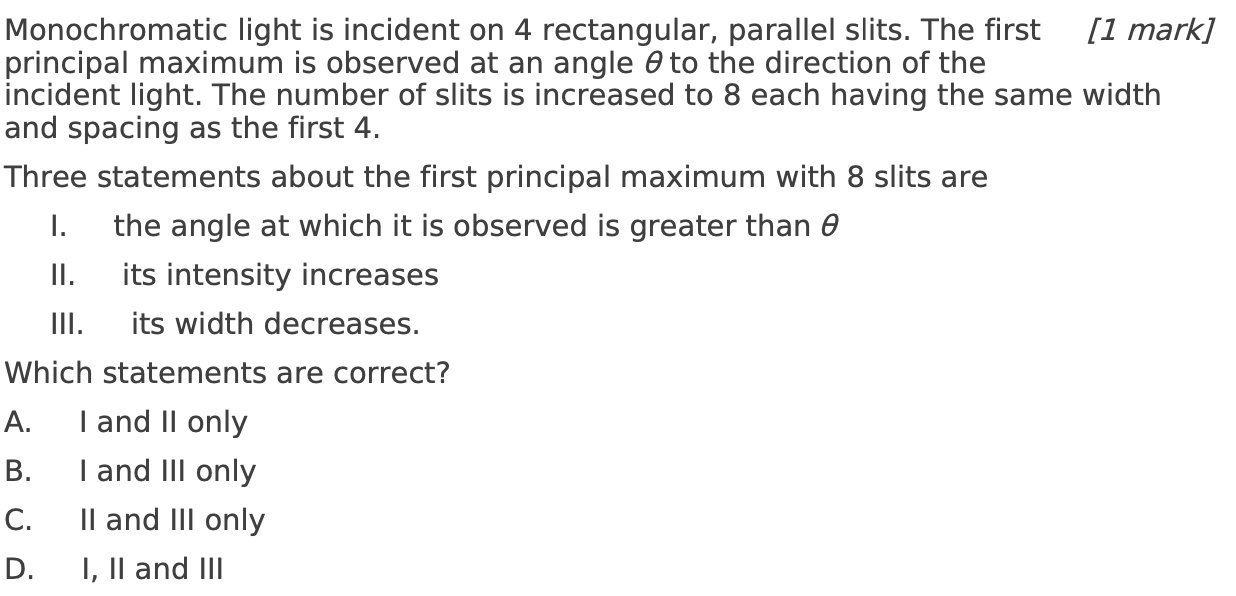 Monochromatic light is incident on 4 rectangular, parallel slits. The first [1 mark]
principal maximum is observed at an angle θ to the direction of the
incident light. The number of slits is increased to 8 each having the same width
and spacing as the first 4.
Three statements about the first principal maximum with 8 slits are
I. the angle at which it is observed is greater than θ
II. its intensity increases
III. its width decreases.
Which statements are correct?
A. I and II only
B. I and III only
C. II and III only
D. I, II and III